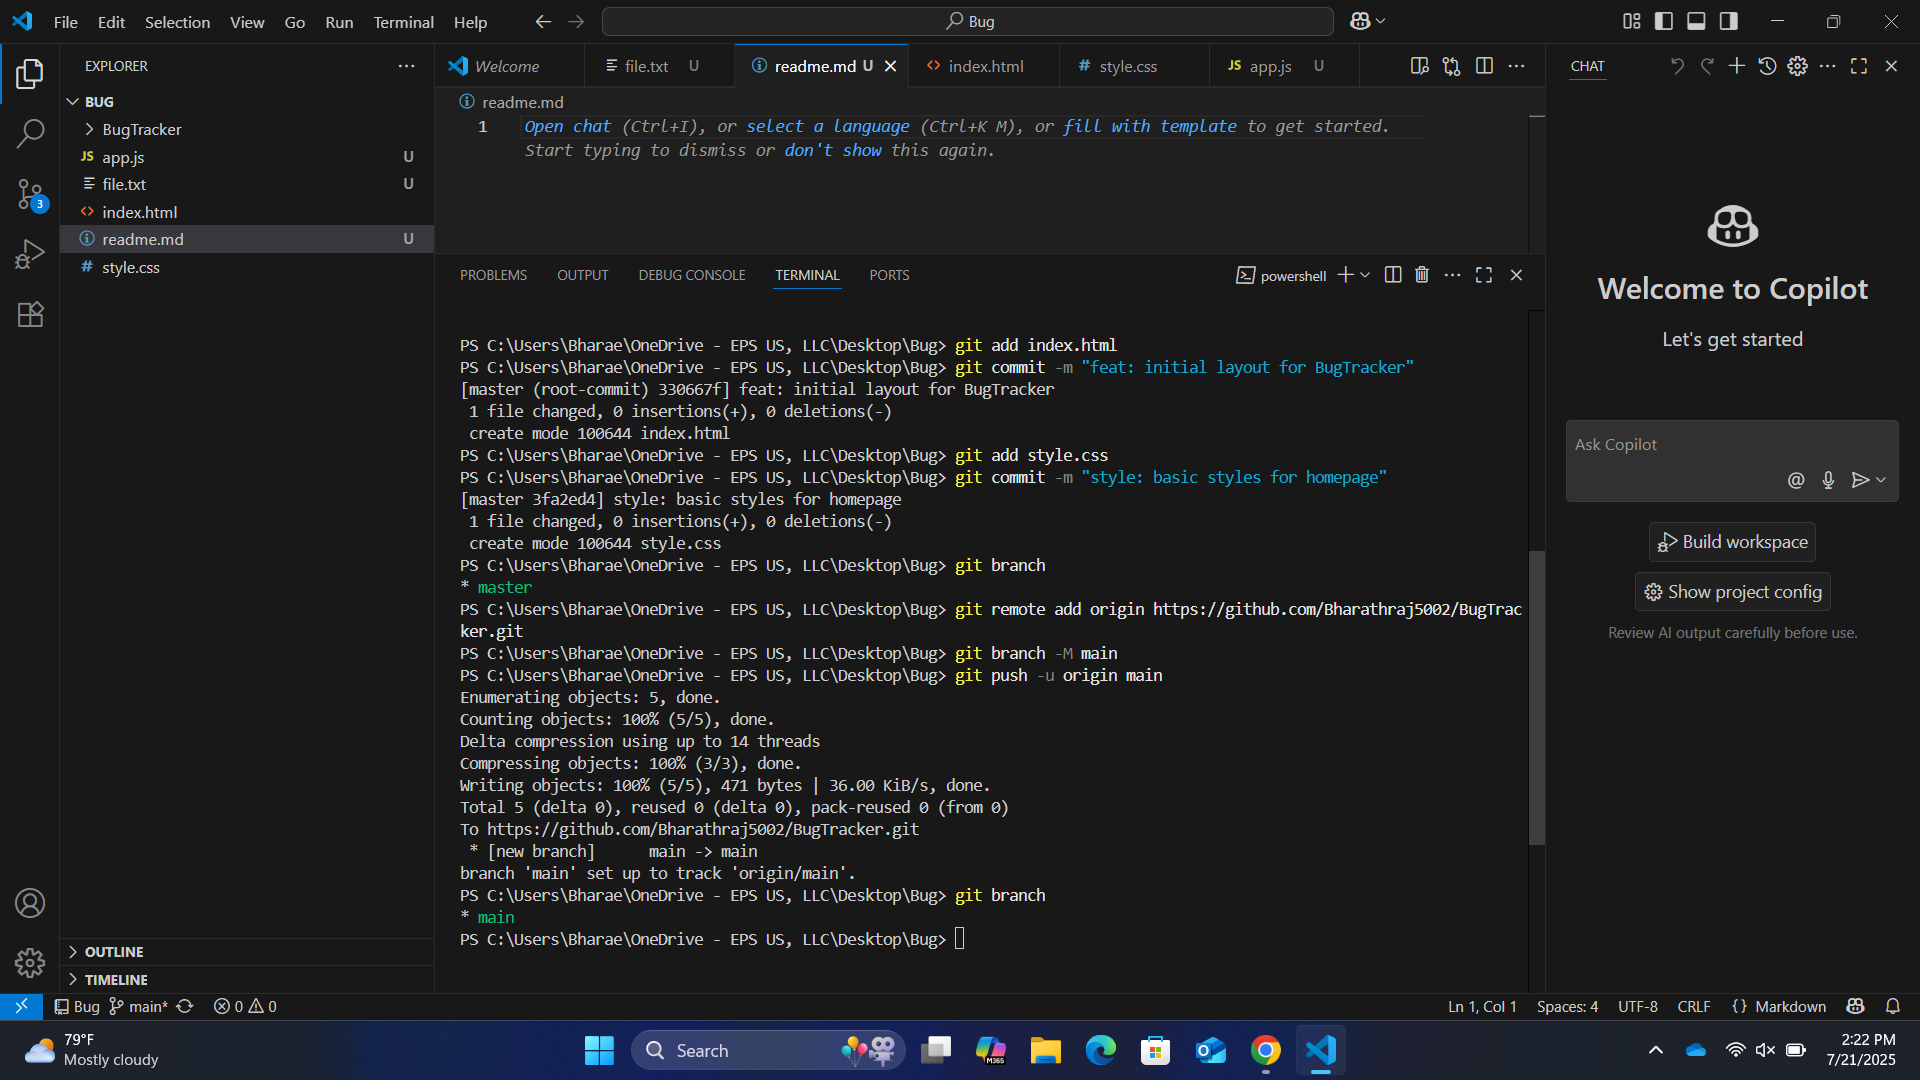 File Edit Selection View Go Run Terminal Help
Bug
EXPLORER
BUG
BugTracker
JS app.js U
file.txt U
<> index.html
readme.md U
# style.css
OUTLINE
TIMELINE
3
Welcome
file.txt U
readme.md U
<> index.html
# style.css
JS app.js U
readme.md
1 Open chat (Ctrl+I), or select a language (Ctrl+K M), or fill with template to get started.
Start typing to dismiss or don't show this again.
PROBLEMS OUTPUT DEBUG CONSOLE TERMINAL PORTS
powershell
PS C:\Users\Bharae\OneDrive - EPS US, LLC\Desktop\Bug> git add index.html
PS C:\Users\Bharae\OneDrive - EPS US, LLC\Desktop\Bug> git commit -m "feat: initial layout for BugTracker"
[master (root-commit) 330667f] feat: initial layout for BugTracker
1 file changed, 0 insertions(+), 0 deletions(-)
create mode 100644 index.html
PS C:\Users\Bharae\OneDrive - EPS US, LLC\Desktop\Bug> git add style.css
PS C:\Users\Bharae\OneDrive - EPS US, LLC\Desktop\Bug> git commit -m "style: basic styles for homepage"
[master 3fa2ed4] style: basic styles for homepage
1 file changed, 0 insertions(+), 0 deletions(-)
create mode 100644 style.css
PS C:\Users\Bharae\OneDrive - EPS US, LLC\Desktop\Bug> git branch
* master
PS C:\Users\Bharae\OneDrive - EPS US, LLC\Desktop\Bug> git remote add origin https://github.com/Bharathraj5002/BugTrac
ker.git
PS C:\Users\Bharae\OneDrive - EPS US, LLC\Desktop\Bug> git branch -M main
PS C:\Users\Bharae\OneDrive - EPS US, LLC\Desktop\Bug> git push -u origin main
Enumerating objects: 5, done.
Counting objects: 100% (5/5), done.
Delta compression using up to 14 threads
Compressing objects: 100% (3/3), done.
Writing objects: 100% (5/5), 471 bytes | 36.00 KiB/s, done.
Total 5 (delta 0), reused 0 (delta 0), pack-reused 0 (from 0)
To https://github.com/Bharathraj5002/BugTracker.git
* [new branch]      main -> main
branch 'main' set up to track 'origin/main'.
PS C:\Users\Bharae\OneDrive - EPS US, LLC\Desktop\Bug> git branch
* main
PS C:\Users\Bharae\OneDrive - EPS US, LLC\Desktop\Bug>
CHAT
Welcome to Copilot
Let's get started
Ask Copilot
@
Build workspace
Show project config
Review AI output carefully before use.
Bug main* 0 0
Ln 1, Col 1 Spaces: 4 UTF-8 CRLF {} Markdown
79°F
Mostly cloudy
Search
M365
2:22 PM
7/21/2025